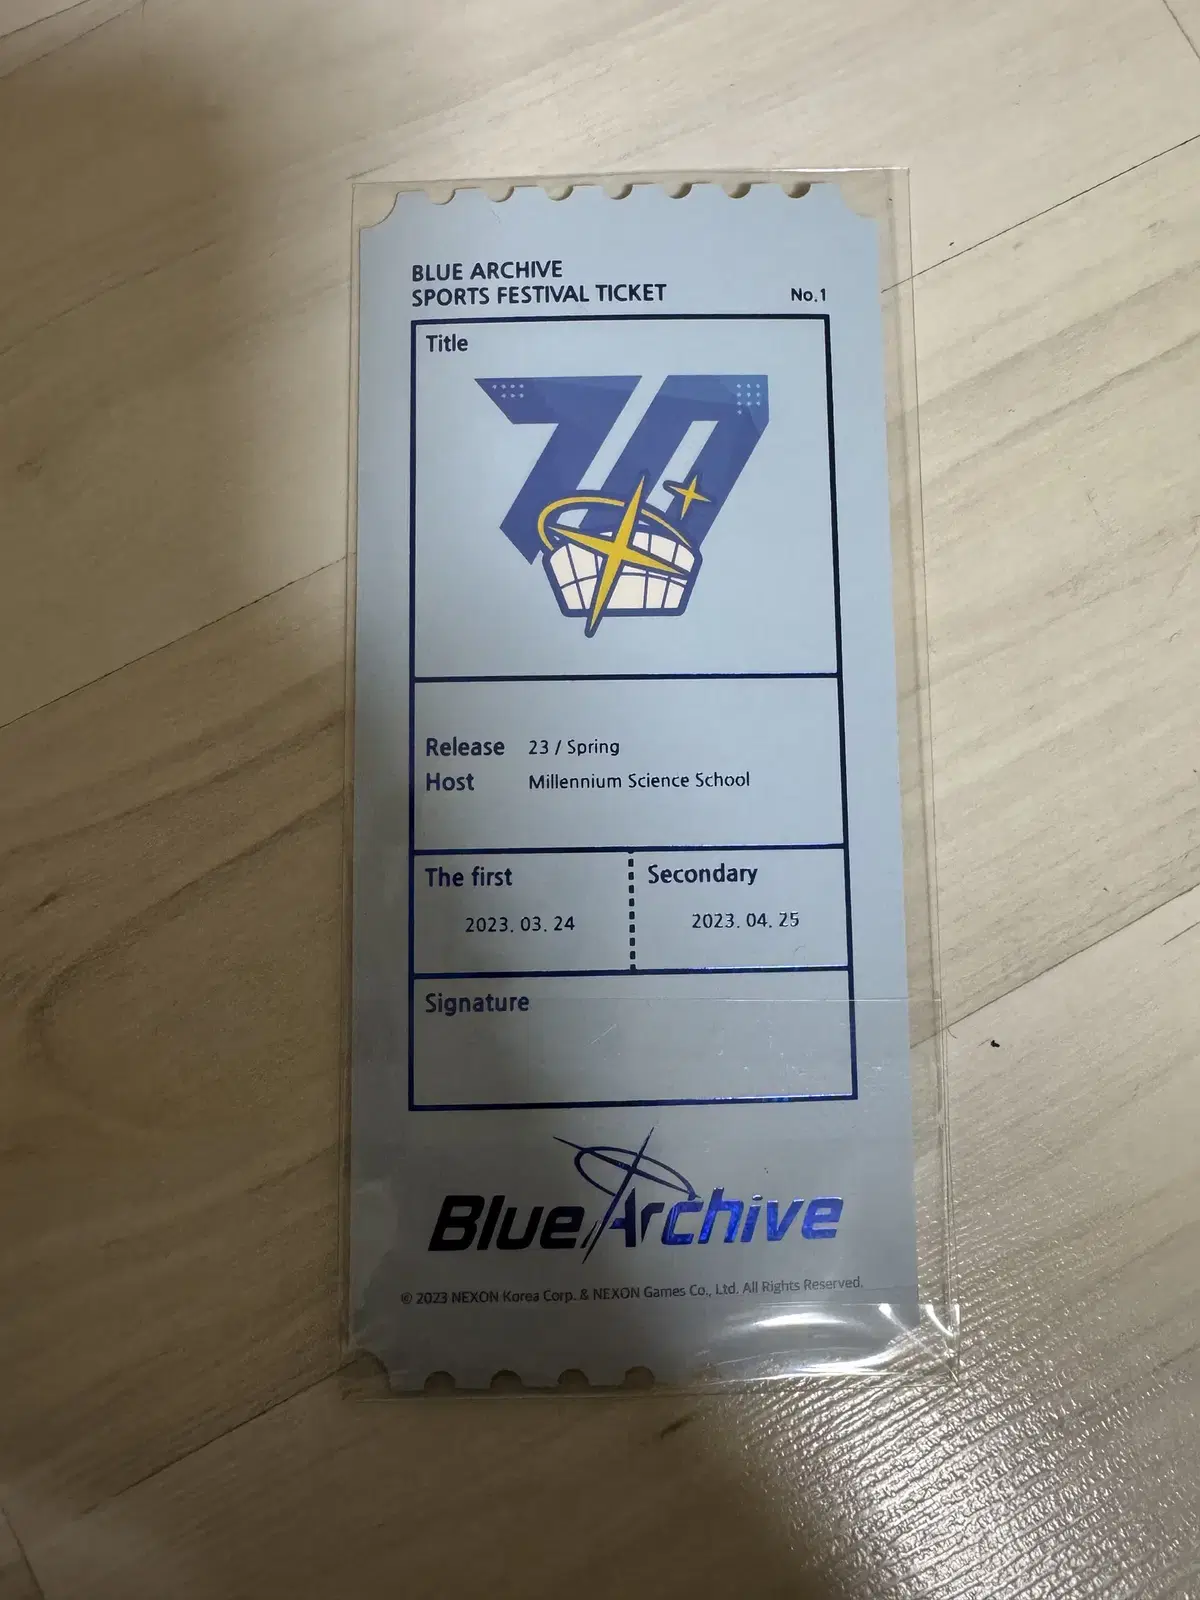 BLUE ARCHIVE
SPORTS FESTIVAL TICKET
No.1
Title
Release 23 / Spring
Host Millennium Science School
The first
Secondary
2023. 03. 24
2023. 04. 25
Signature
Blue Archive
© 2023 NEXON Korea Corp. & NEXON Games Co., Ltd. All Rights Reserved.